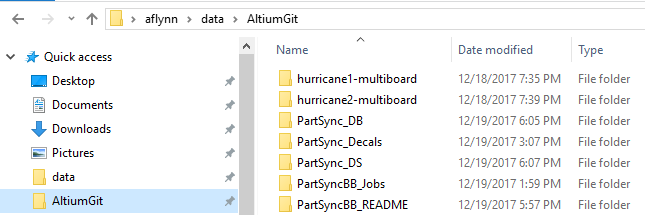 aflynn > data > AltiumGit
Quick access
Desktop
Documents
Downloads
Pictures
data
AltiumGit
Name Date modified Type
hurricane1-multiboard 12/18/2017 7:35 PM File folder
hurricane2-multiboard 12/18/2017 7:39 PM File folder
PartSync_DB 12/19/2017 6:05 PM File folder
PartSync_Decals 12/19/2017 3:07 PM File folder
PartSync_DS 12/19/2017 6:07 PM File folder
PartSyncBB_Jobs 12/19/2017 1:59 PM File folder
PartSyncBB_README 12/19/2017 5:57 PM File folder